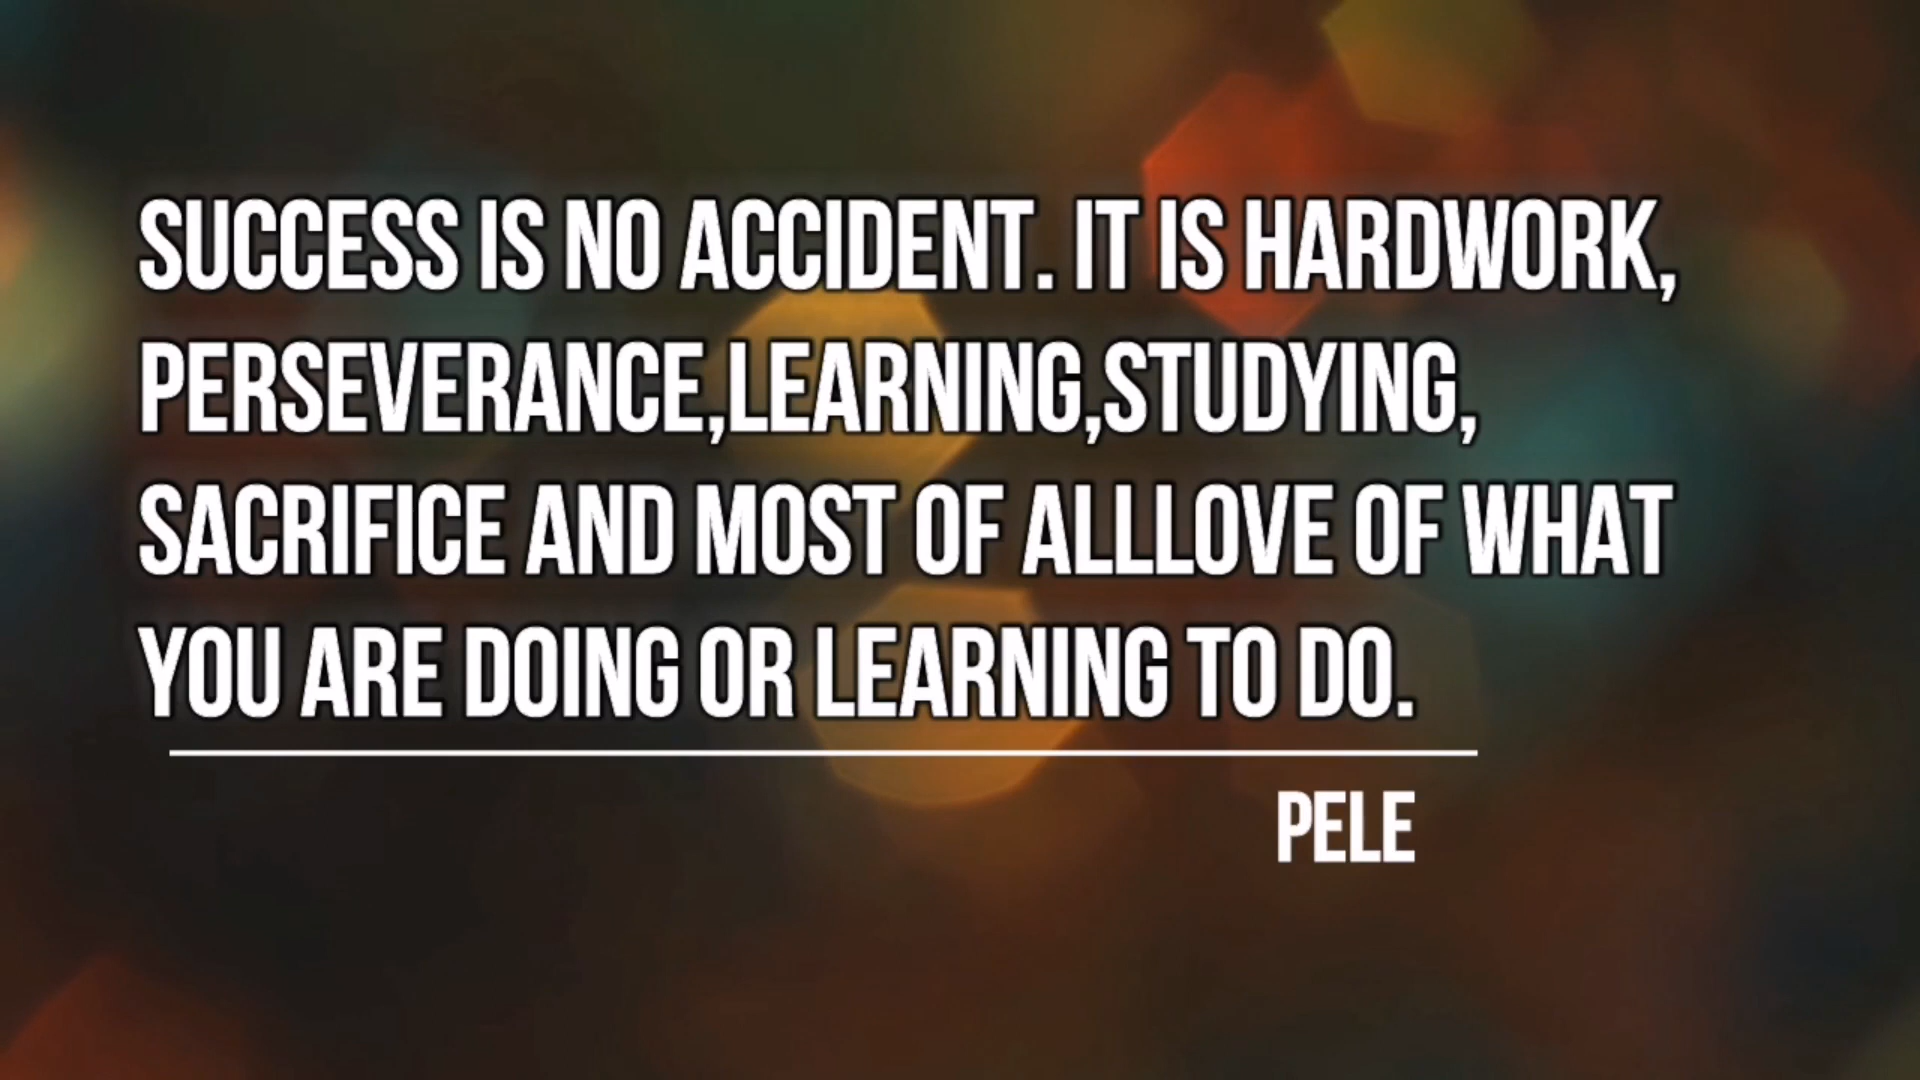 SUCCESS IS NO ACCIDENT. IT IS HARDWORK,
PERSEVERANCE,LEARNING,STUDYING,
SACRIFICE AND MOST OF ALLLOVE OF WHAT
YOU ARE DOING OR LEARNING TO DO.
PELE